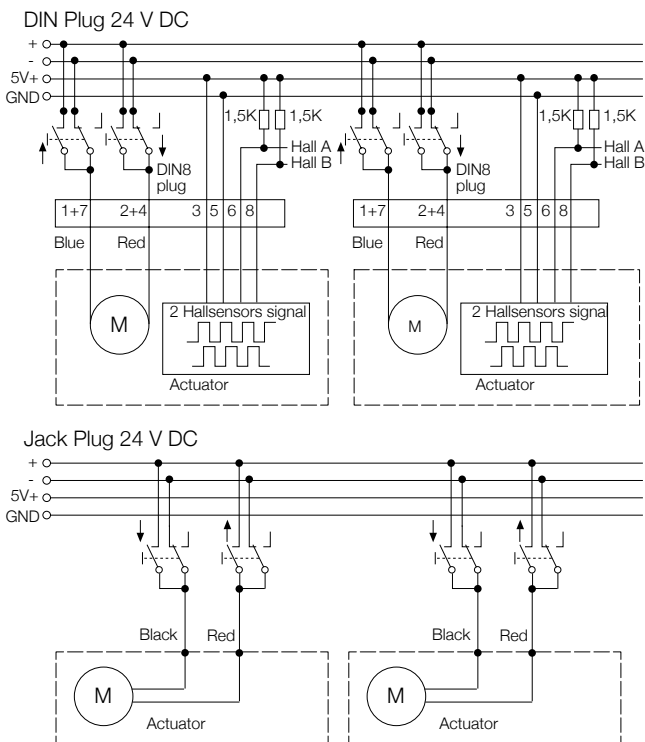 DIN Plug 24 V DC
+
-
5V+
GND
1,5K 1,5K 1,5K 1,5K
Hall A Hall A
Hall B Hall B
DIN8 DIN8
plug plug
1+7 2+4 3 5 6 8 1+7 2+4 3 5 6 8
Blue Red Blue Red
M 2 Hallsensors signal M 2 Hallsensors signal
Actuator Actuator
Jack Plug 24 V DC
+
-
5V+
GND
Black Red Black Red
M M
Actuator Actuator